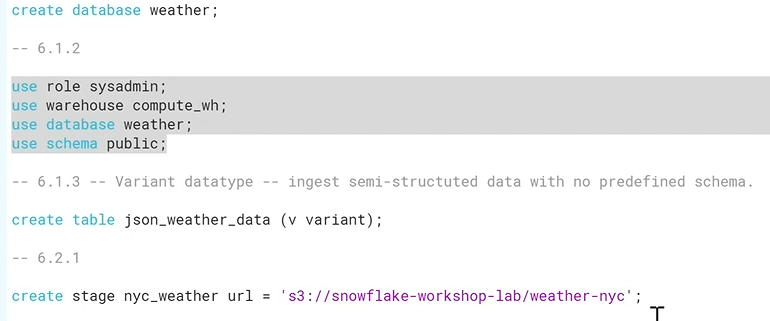 create database weather;
-- 6.1.2
use role sysadmin;
use warehouse compute_wh;
use database weather;
use schema public;
-- 6.1.3 -- Variant datatype -- ingest semi-structuted data with no predefined schema.
create table json_weather_data (v variant);
-- 6.2.1
create stage nyc_weather url = 's3://snowflake-workshop-lab/weather-nyc';